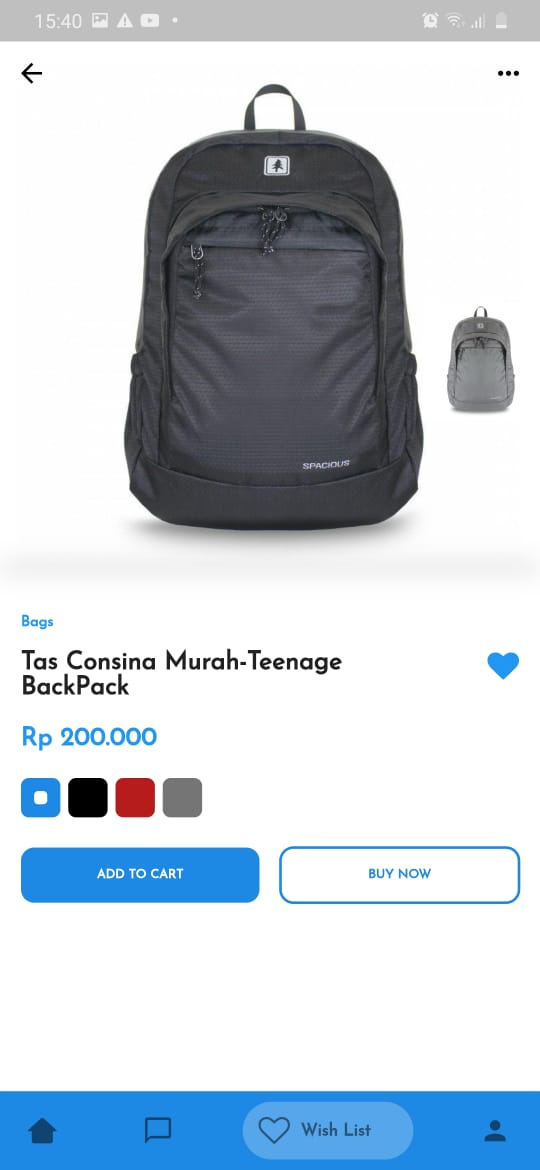 15:40
SPACIOUS
Bags
Tas Consina Murah-Teenage
BackPack
Rp 200.000
ADD TO CART
BUY NOW
Wish List